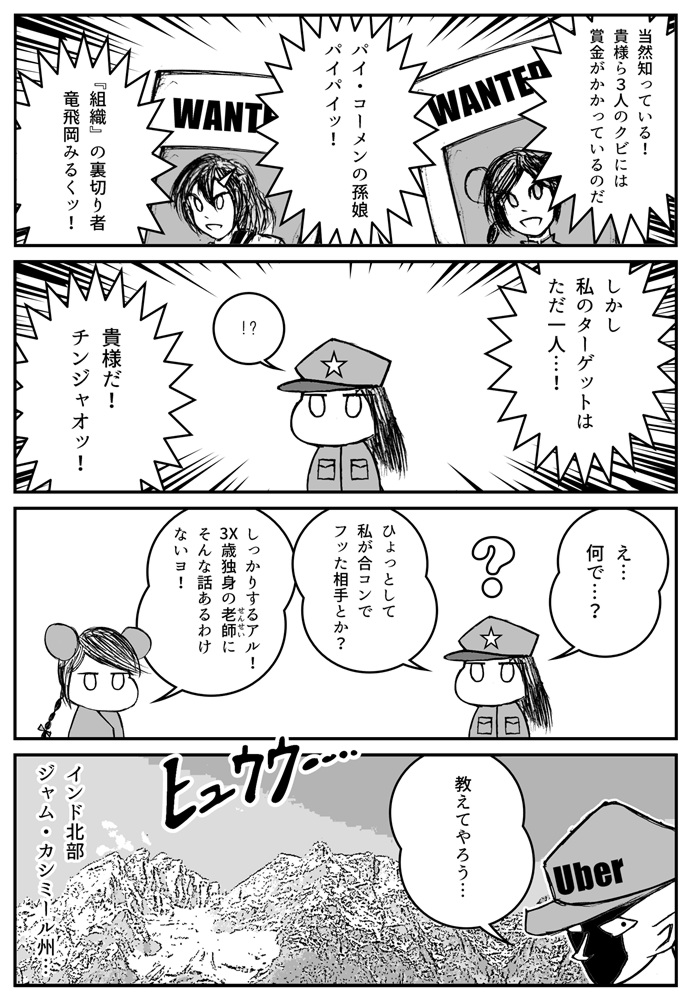 当然知っている！
貴様ら３人のクビには
賞金がかかっているのだ
WANTED
パイ・コーメンの孫娘
パイパイッ！
WANT
『組織』の裏切り者
竜飛岡みるくッ！
しかし
私のターゲットは
ただ一人…！
！？
貴様だ！
チンジャオッ！
え…
何で…？
？
ひょっとして
私が合コンで
フッた相手とか？
しっかりするアル！
3X歳独身の老師に
せんせい
そんな話あるわけ
ないヨ！
教えてやろう…
Uber
ヒュウウー……
インド北部
ジャム・カシミール州…